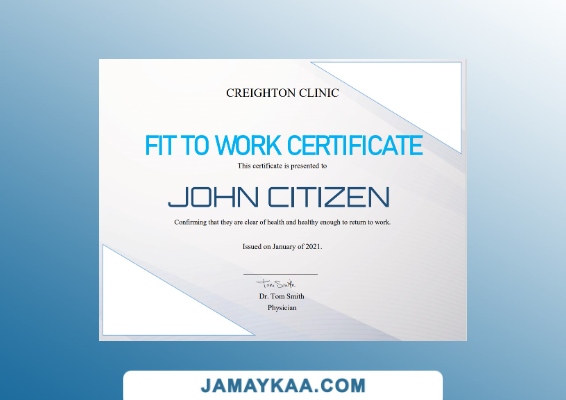 CREIGHTON CLINIC
FIT TO WORK CERTIFICATE
This certificate is presented to
JOHN CITIZEN
Confirming that they are clear of health and healthy enough to return to work.
Issued on January of 2021.
Tom Smith
Dr. Tom Smith
Physician
JAMAYKAA.COM